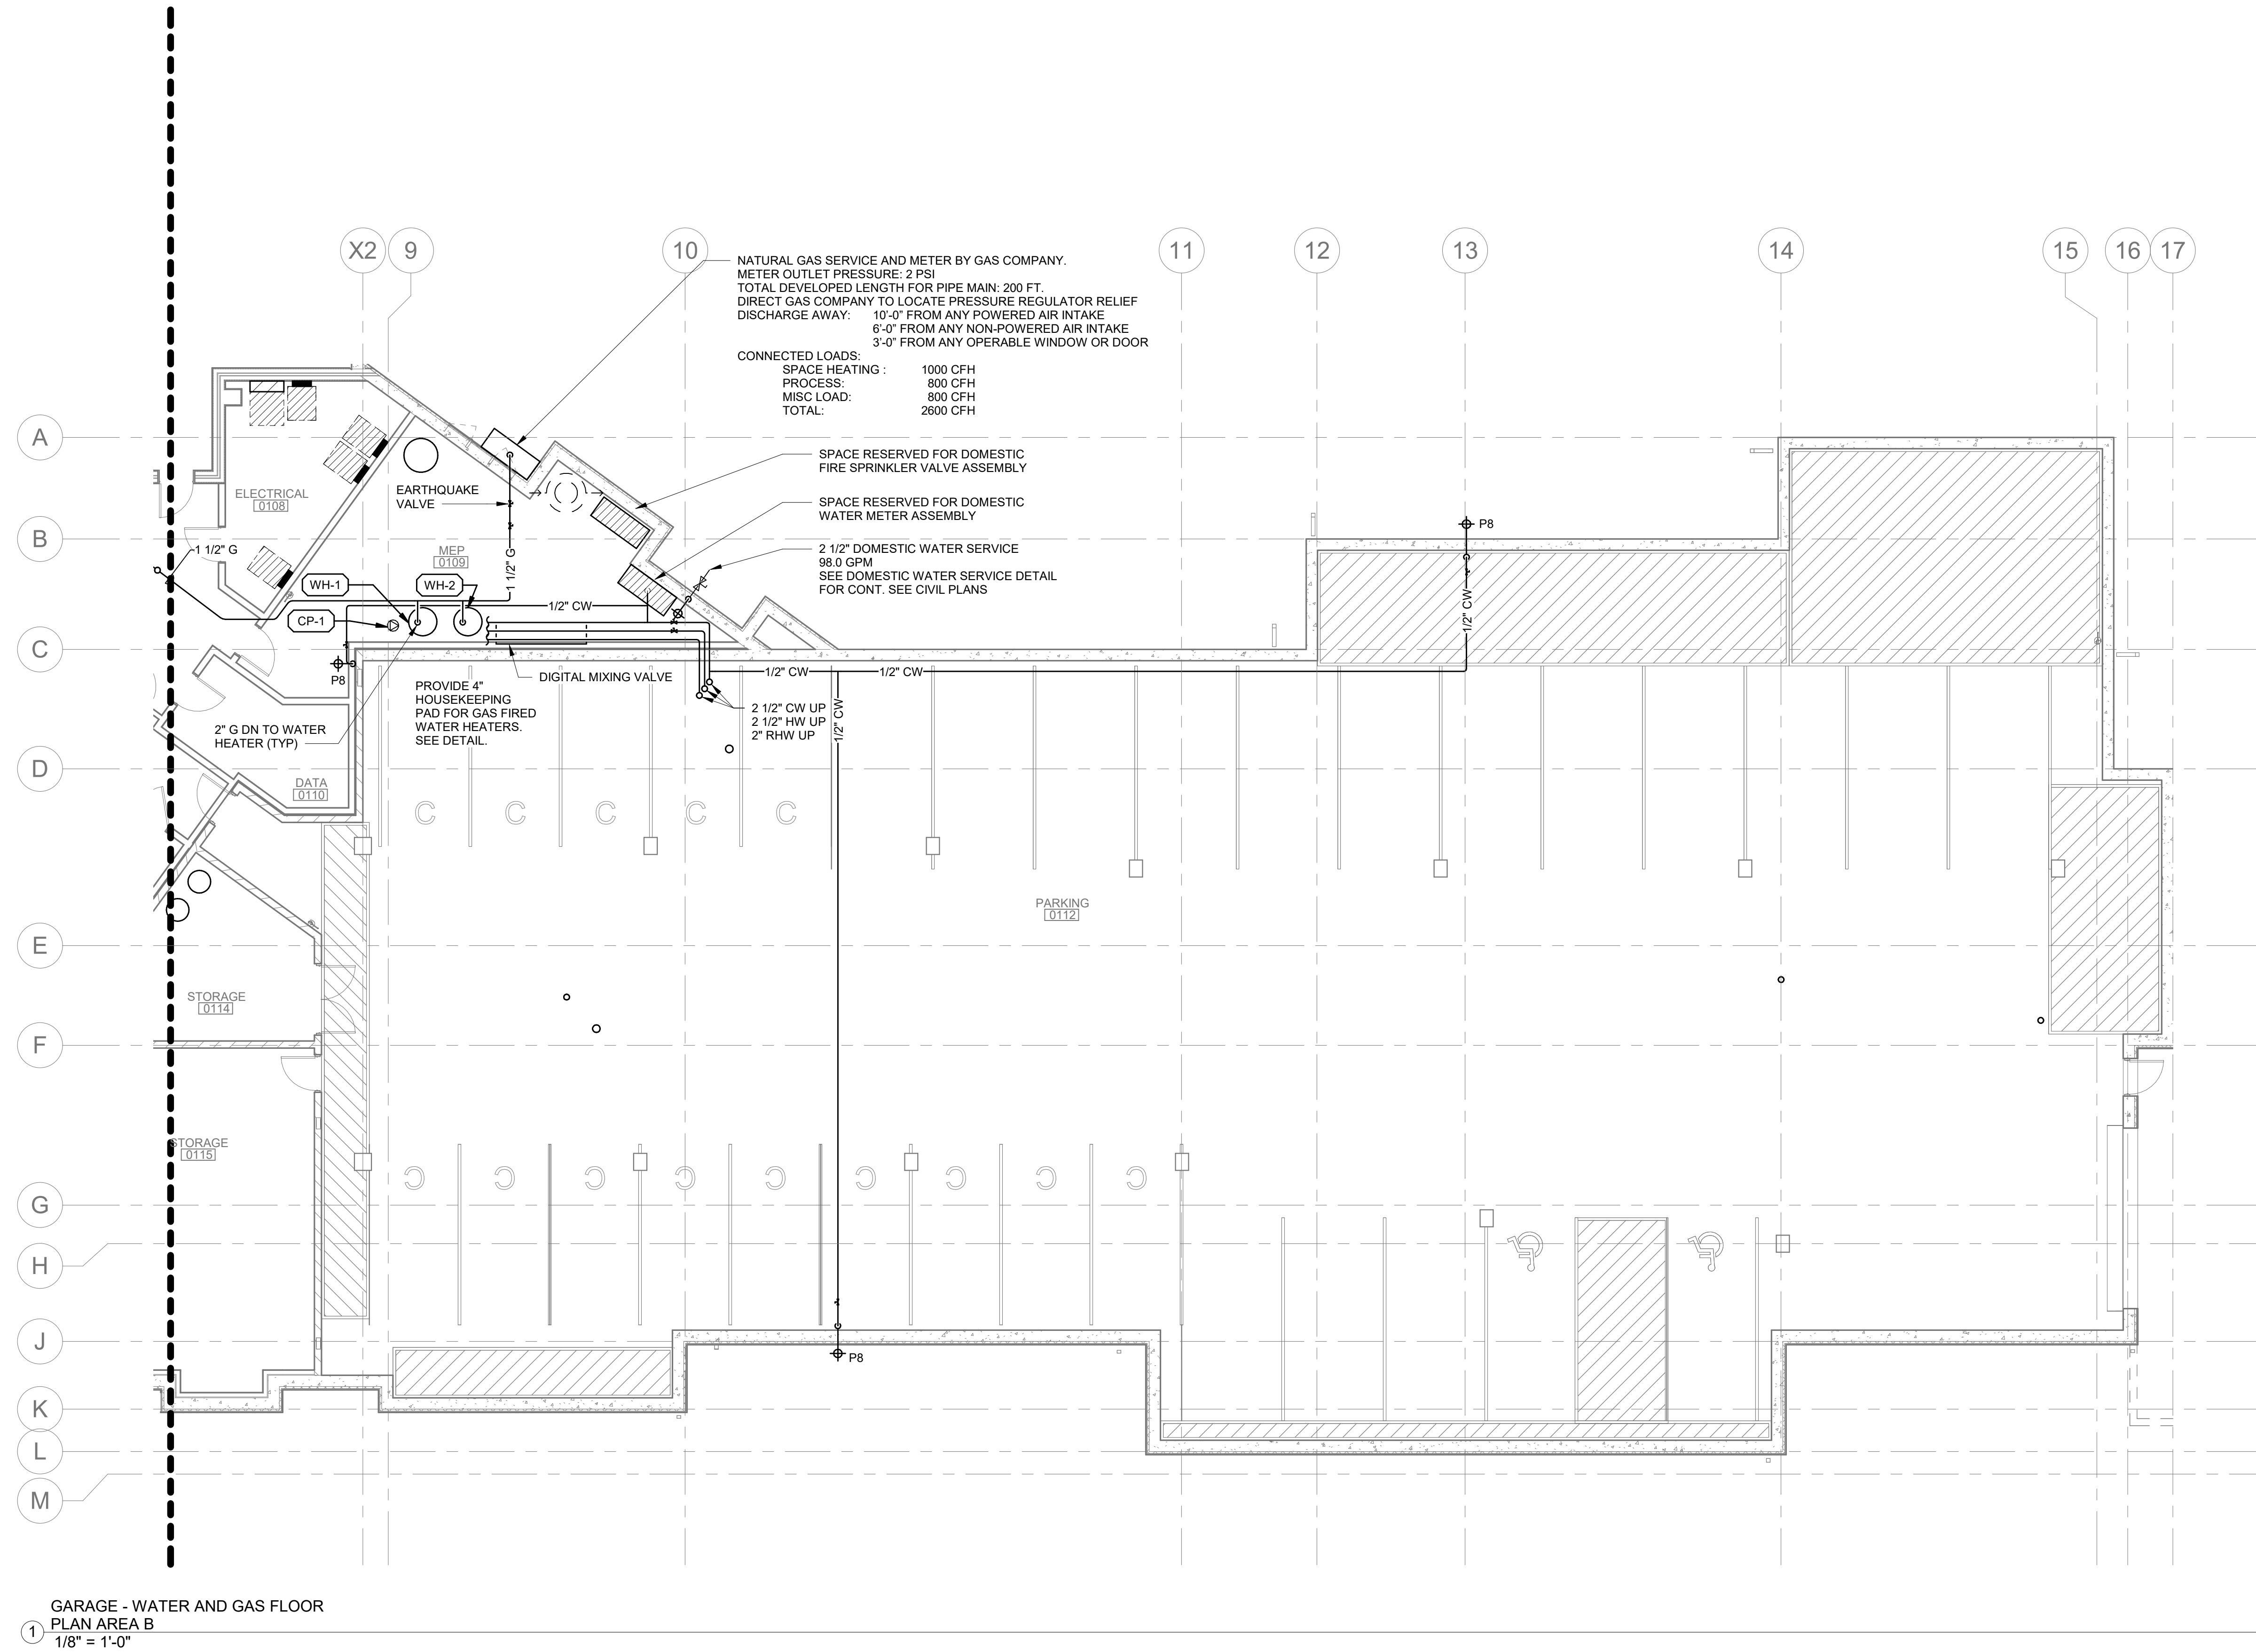 X2
9
10
11
12
13
14
15
16
17
NATURAL GAS SERVICE AND METER BY GAS COMPANY.
METER OUTLET PRESSURE: 2 PSI
TOTAL DEVELOPED LENGTH FOR PIPE MAIN: 200 FT.
DIRECT GAS COMPANY TO LOCATE PRESSURE REGULATOR RELIEF
DISCHARGE AWAY: 10'-0" FROM ANY POWERED AIR INTAKE
6'-0" FROM ANY NON-POWERED AIR INTAKE
3'-0" FROM ANY OPERABLE WINDOW OR DOOR
CONNECTED LOADS:
SPACE HEATING : 1000 CFH
PROCESS: 800 CFH
MISC LOAD: 800 CFH
TOTAL: 2600 CFH
A
SPACE RESERVED FOR DOMESTIC
FIRE SPRINKLER VALVE ASSEMBLY
EARTHQUAKE
VALVE
ELECTRICAL
0108
SPACE RESERVED FOR DOMESTIC
WATER METER ASSEMBLY
P8
B
1 1/2" G
MEP
0109
1 1/2" G
2 1/2" DOMESTIC WATER SERVICE
98.0 GPM
SEE DOMESTIC WATER SERVICE DETAIL
FOR CONT. SEE CIVIL PLANS
WH-1
WH-2
1/2" CW
1/2" CW
CP-1
C
P8
1/2" CW
1/2" CW
DIGITAL MIXING VALVE
PROVIDE 4"
HOUSEKEEPING
PAD FOR GAS FIRED
WATER HEATERS.
SEE DETAIL.
2 1/2" CW UP
2 1/2" HW UP
2" RHW UP
1/2" CW
2" G DN TO WATER
HEATER (TYP)
D
DATA
0110
C
C
C
C
C
PARKING
0112
E
STORAGE
0114
F
STORAGE
0115
C
C
C
C
C
C
C
C
C
G
H
J
P8
K
L
M
GARAGE - WATER AND GAS FLOOR
PLAN AREA B
1
1/8" = 1'-0"